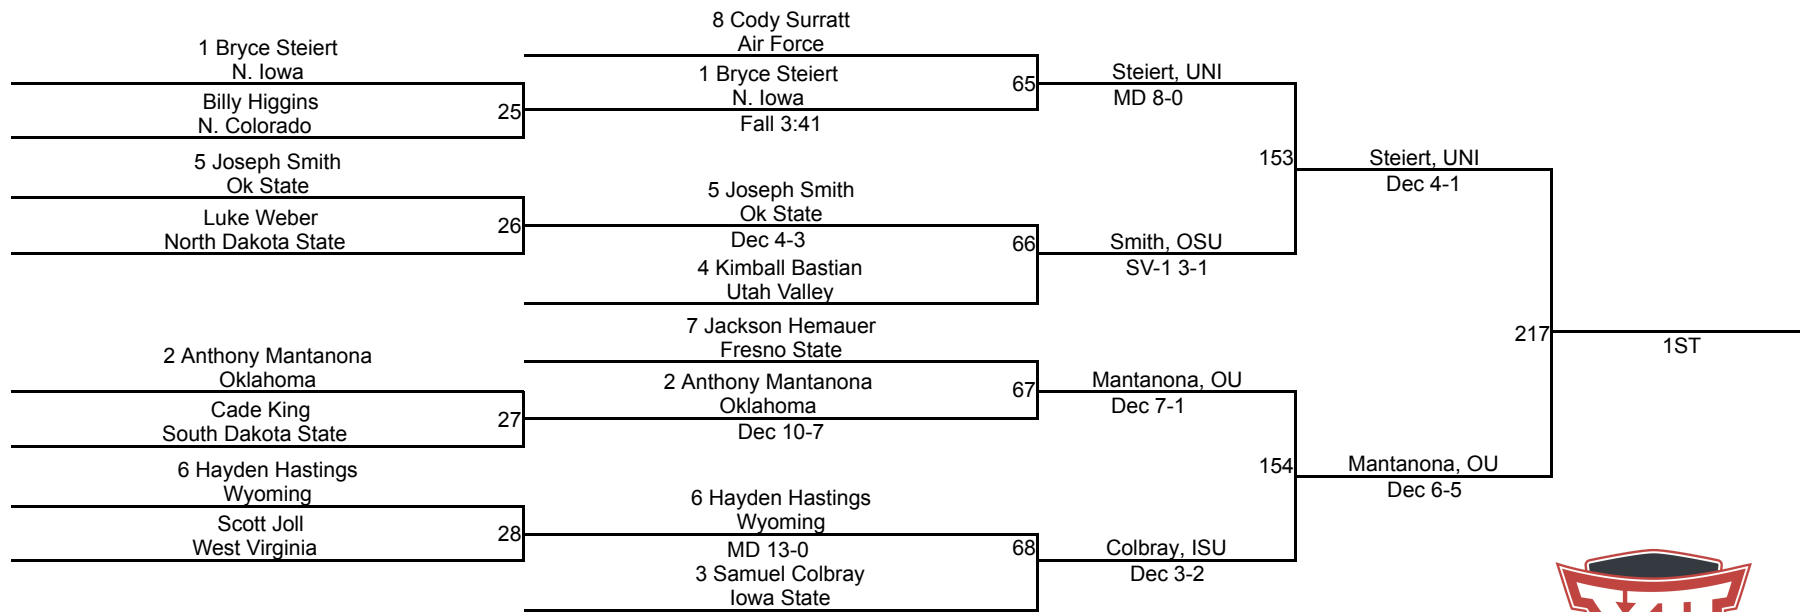 8 Cody Surratt
Air Force
1 Bryce Steiert
N. Iowa
Billy Higgins
N. Colorado
25
1 Bryce Steiert
N. Iowa
Fall 3:41
65
Steiert, UNI
MD 8-0
5 Joseph Smith
Ok State
Luke Weber
North Dakota State
26
5 Joseph Smith
Ok State
Dec 4-3
4 Kimball Bastian
Utah Valley
66
Smith, OSU
SV-1 3-1
153
Steiert, UNI
Dec 4-1
7 Jackson Hemauer
Fresno State
2 Anthony Mantanona
Oklahoma
Cade King
South Dakota State
27
2 Anthony Mantanona
Oklahoma
Dec 10-7
67
Mantanona, OU
Dec 7-1
6 Hayden Hastings
Wyoming
Scott Joll
West Virginia
28
6 Hayden Hastings
Wyoming
MD 13-0
3 Samuel Colbray
Iowa State
68
Colbray, ISU
Dec 3-2
154
Mantanona, OU
Dec 6-5
217
1ST